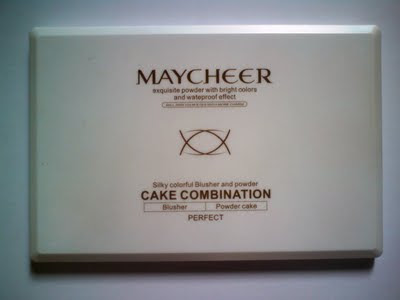 MAYCHEER
exquisite powder with bright colors
and wateproof effect
Silky colorful Blusher and powder
CAKE COMBINATION
Blusher Powder cake
PERFECT